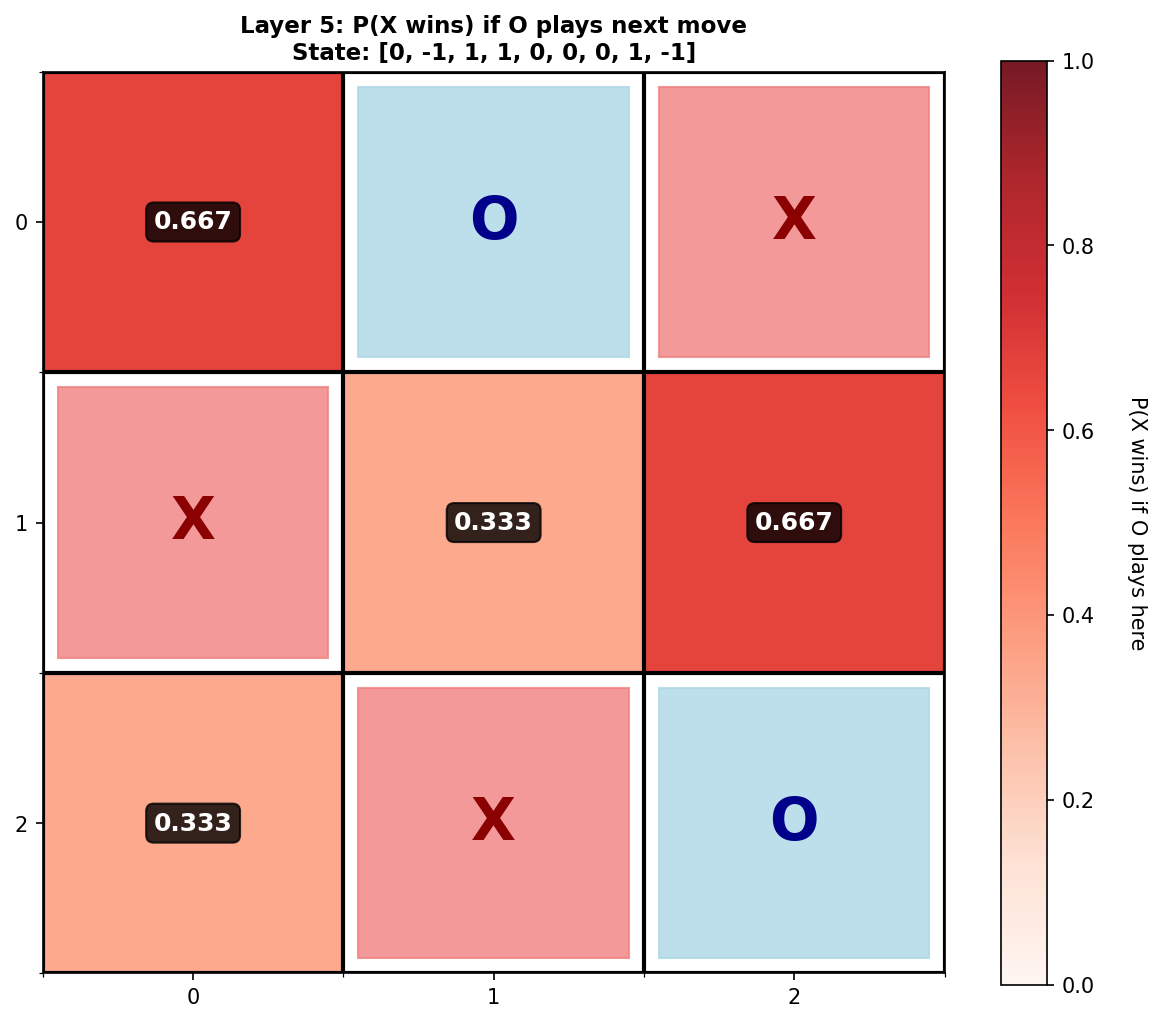 Layer 5: P(X wins) if O plays next move
State: [0, -1, 1, 1, 0, 0, 0, 1, -1]
0
0.667
O
X
1
X
0.333
0.667
2
0.333
X
O
0
1
2
1.0
0.8
0.6
0.4
0.2
0.0
P(X wins) if O plays here